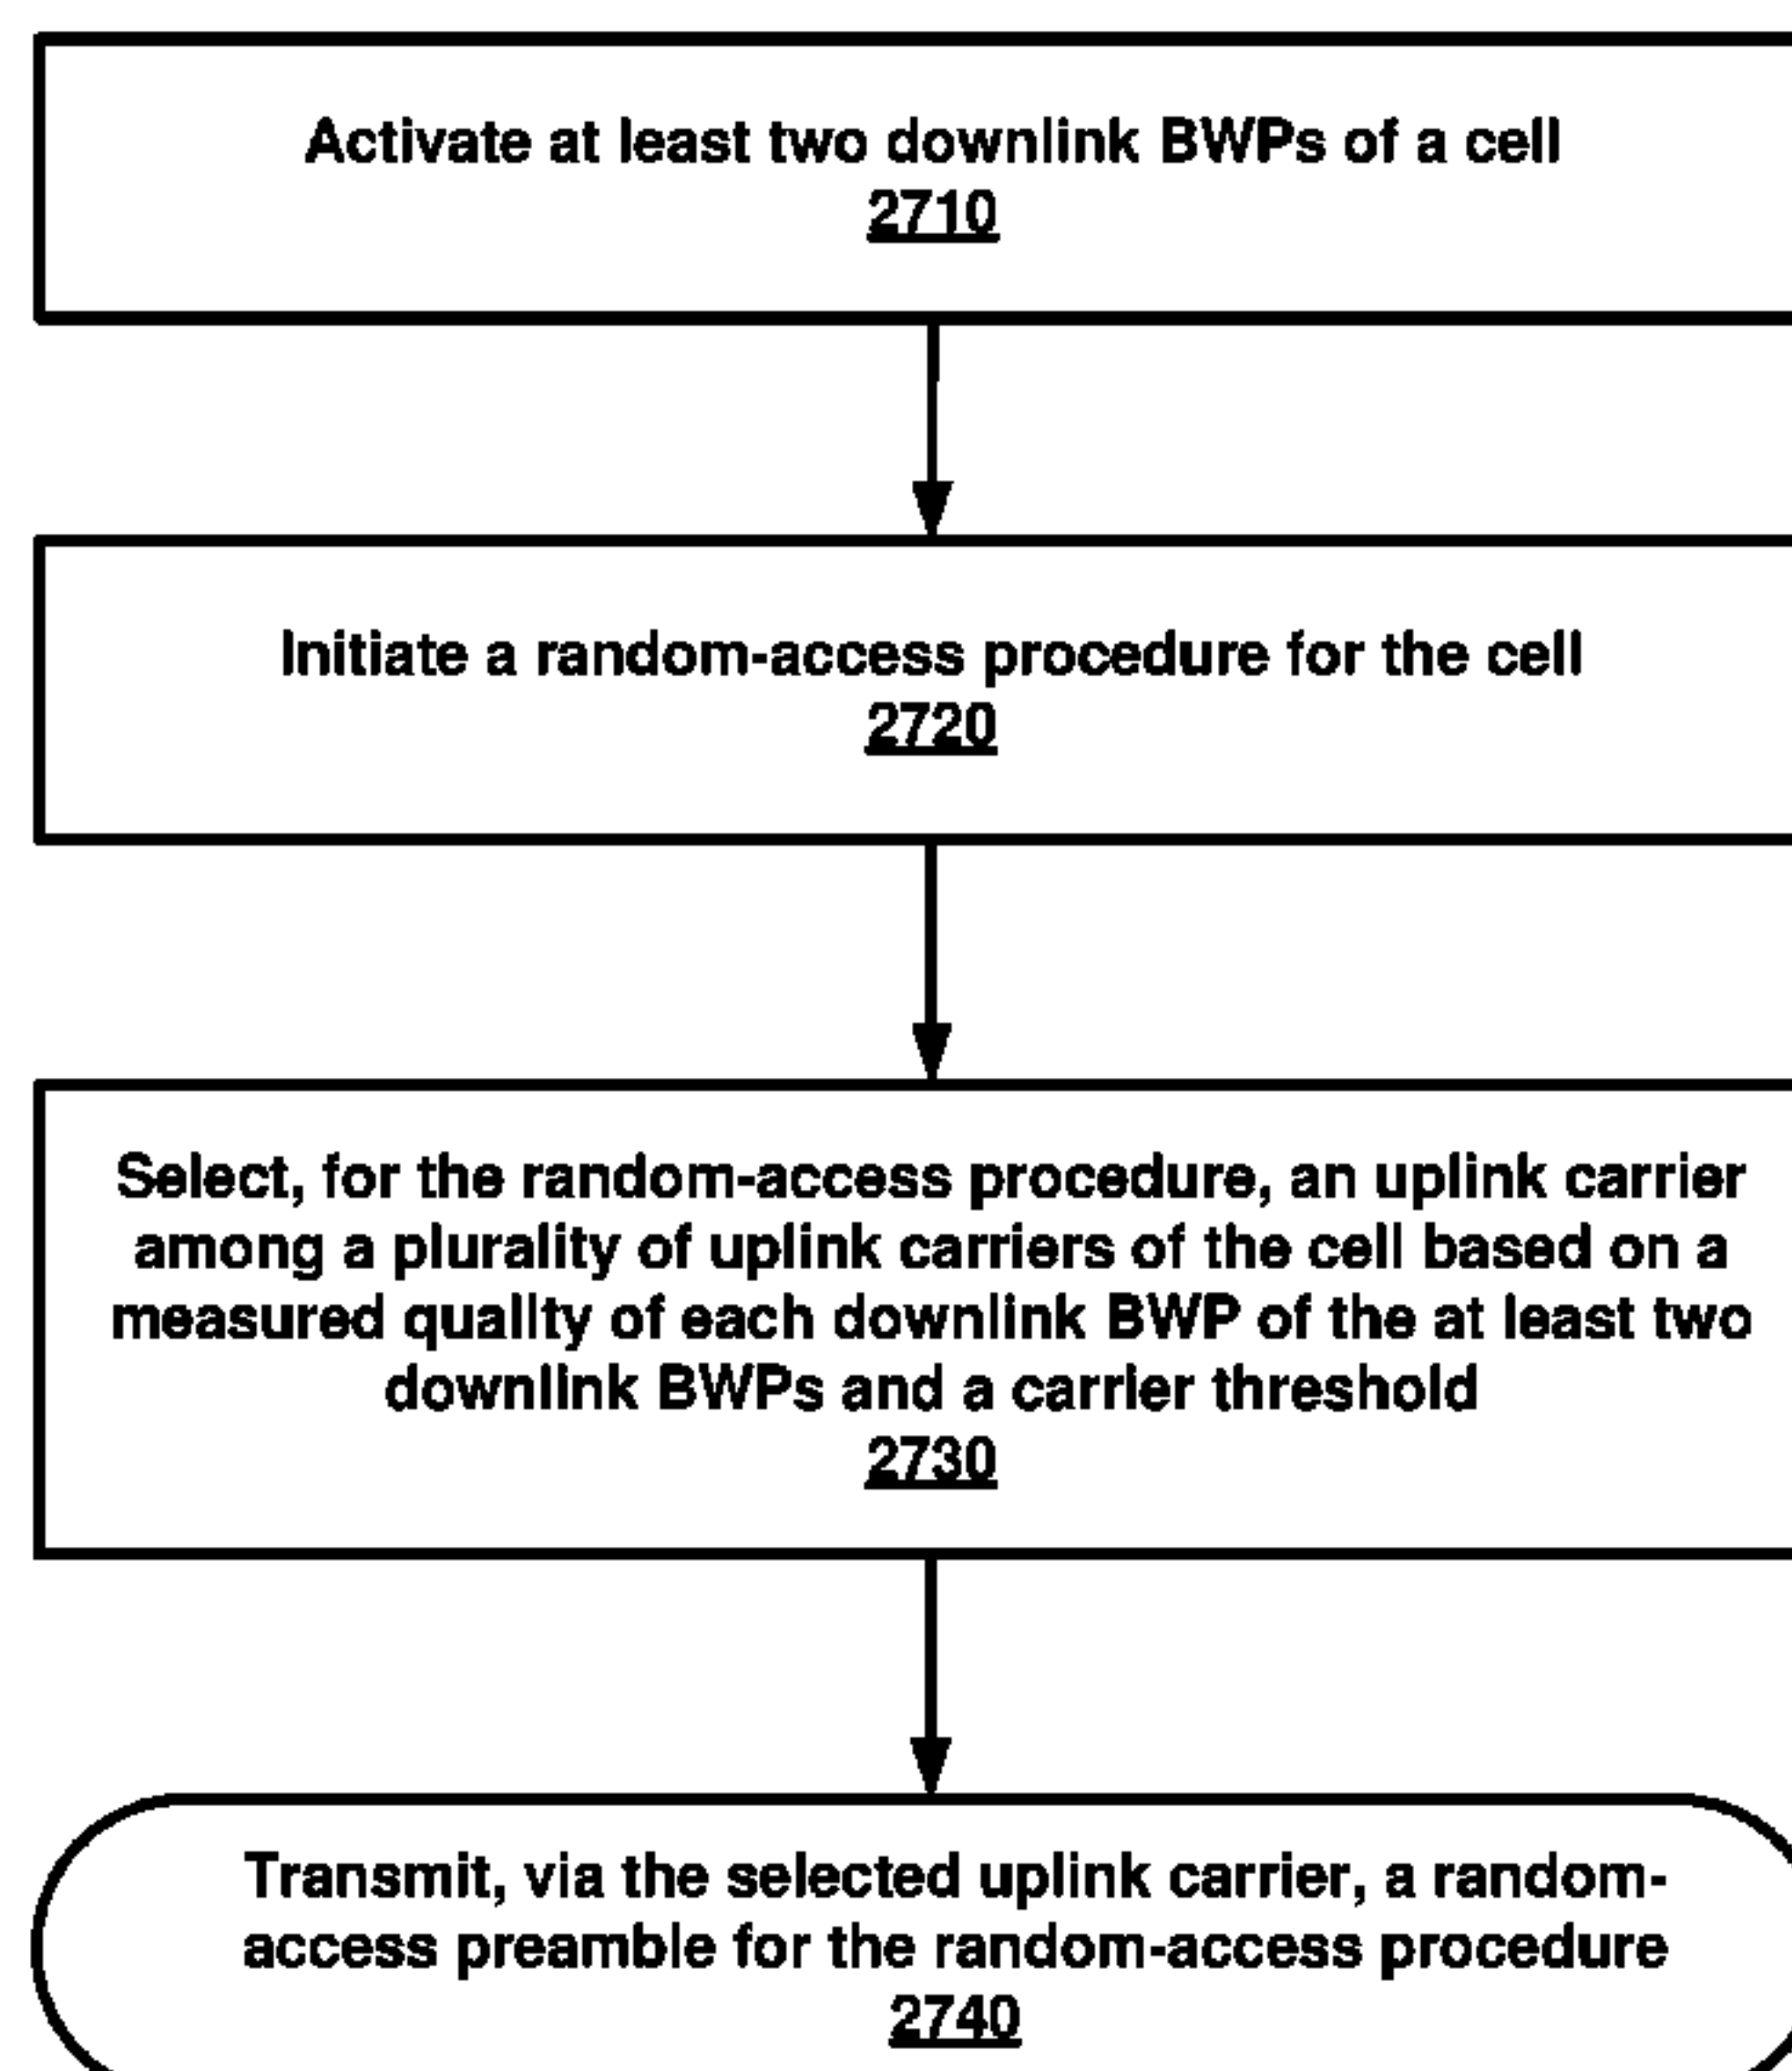 Activate at least two downlink BWPs of a cell
2710
Initiate a random-access procedure for the cell
2720
Select, for the random-access procedure, an uplink carrier
among a plurality of uplink carriers of the cell based on a
measured quality of each downlink BWP of the at least two
downlink BWPs and a carrier threshold
2730
Transmit, via the selected uplink carrier, a random-
access preamble for the random-access procedure
2740